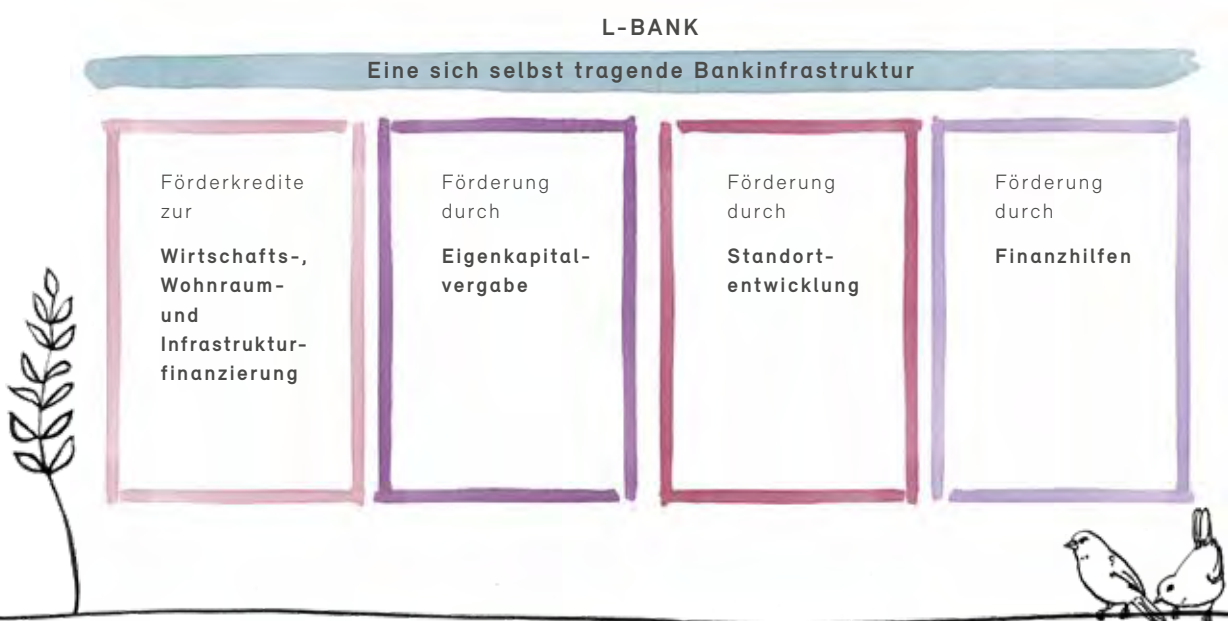 L-BANK
Eine sich selbst tragende Bankinfrastruktur
Förderkredite
zur
Wirtschafts-,
Wohnraum-
und
Infrastruktur-
finanzierung
Förderung
durch
Eigenkapital-
vergabe
Förderung
durch
Standort-
entwicklung
Förderung
durch
Finanzhilfen